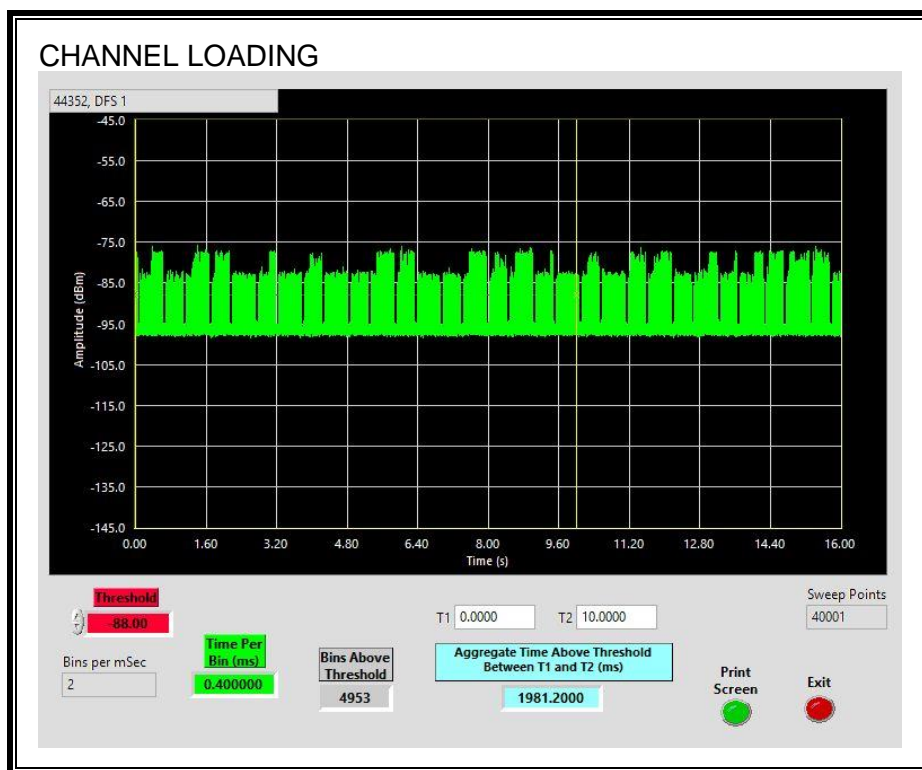 CHANNEL LOADING
44352, DFS 1
-45.0
-55.0
-65.0
-75.0
-85.0
-95.0
-105.0
-115.0
-125.0
-135.0
-145.0
Amplitude (dBm)
0.00 1.60 3.20 4.80 6.40 8.00 9.60 11.20 12.80 14.40 16.00
Time (s)
Threshold
-88.00
Bins per mSec
2
Time Per
Bin (ms)
0.400000
Bins Above
Threshold
4953
T1 0.0000 T2 10.0000
Aggregate Time Above Threshold
Between T1 and T2 (ms)
1981.2000
Sweep Points
40001
Print
Screen
Exit